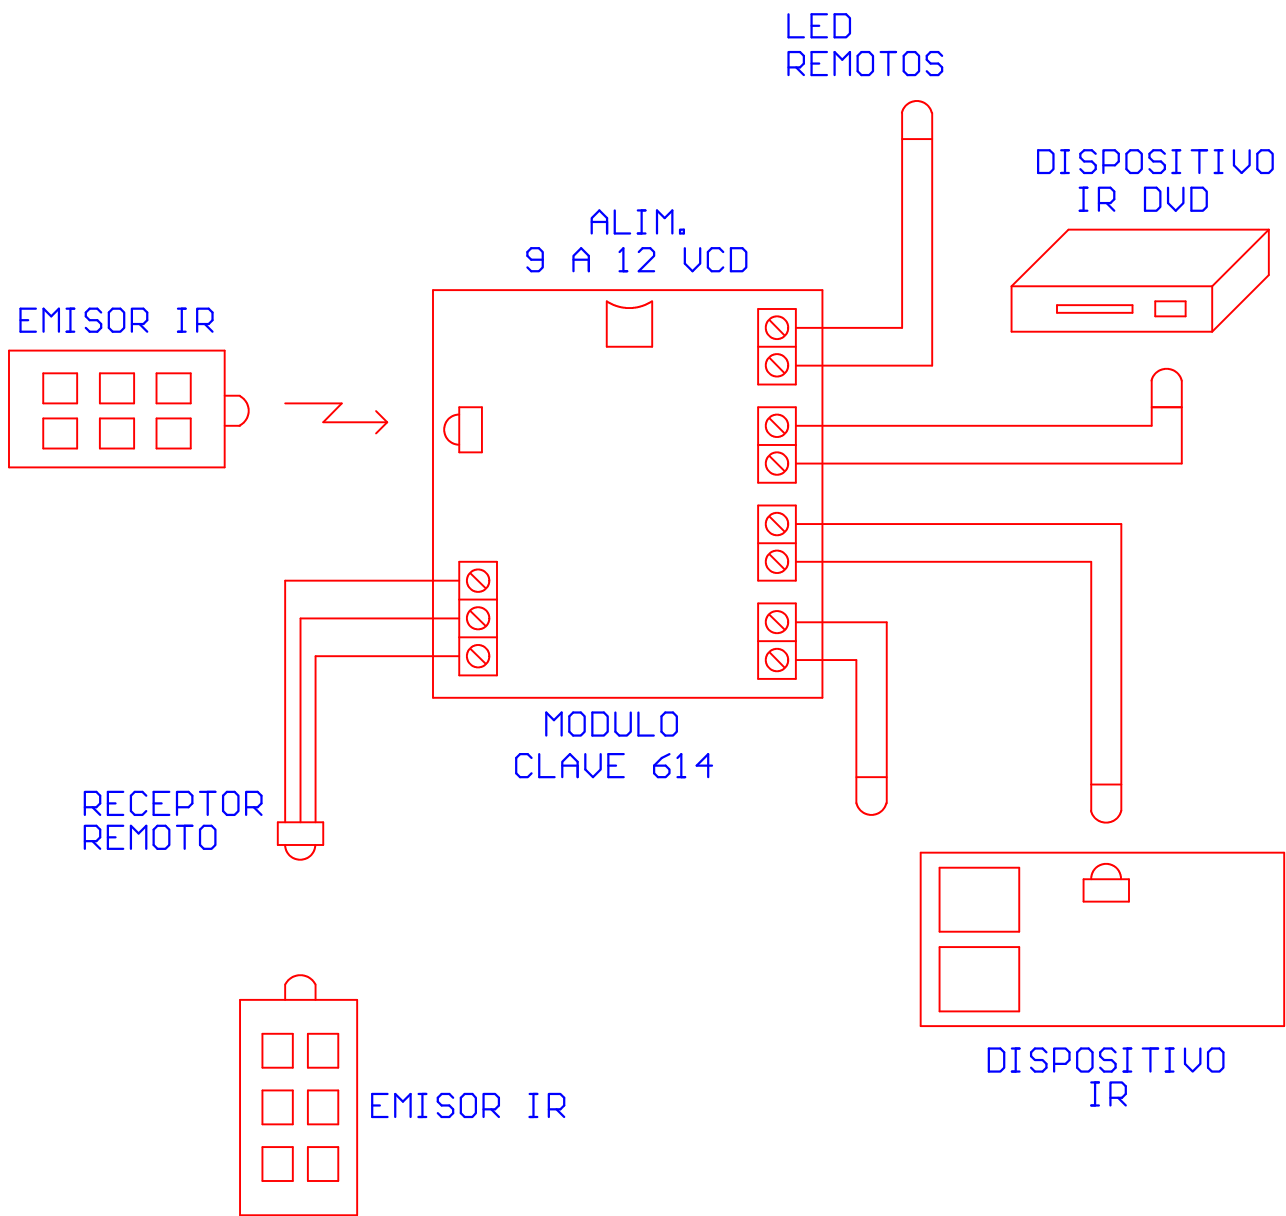 LED
REMOTOS
DISPOSITIVO
IR DVD
ALIM.
9 A 12 VCD
EMISOR IR
MODULO
CLAVE 614
RECEPTOR
REMOTO
DISPOSITIVO
IR
EMISOR IR